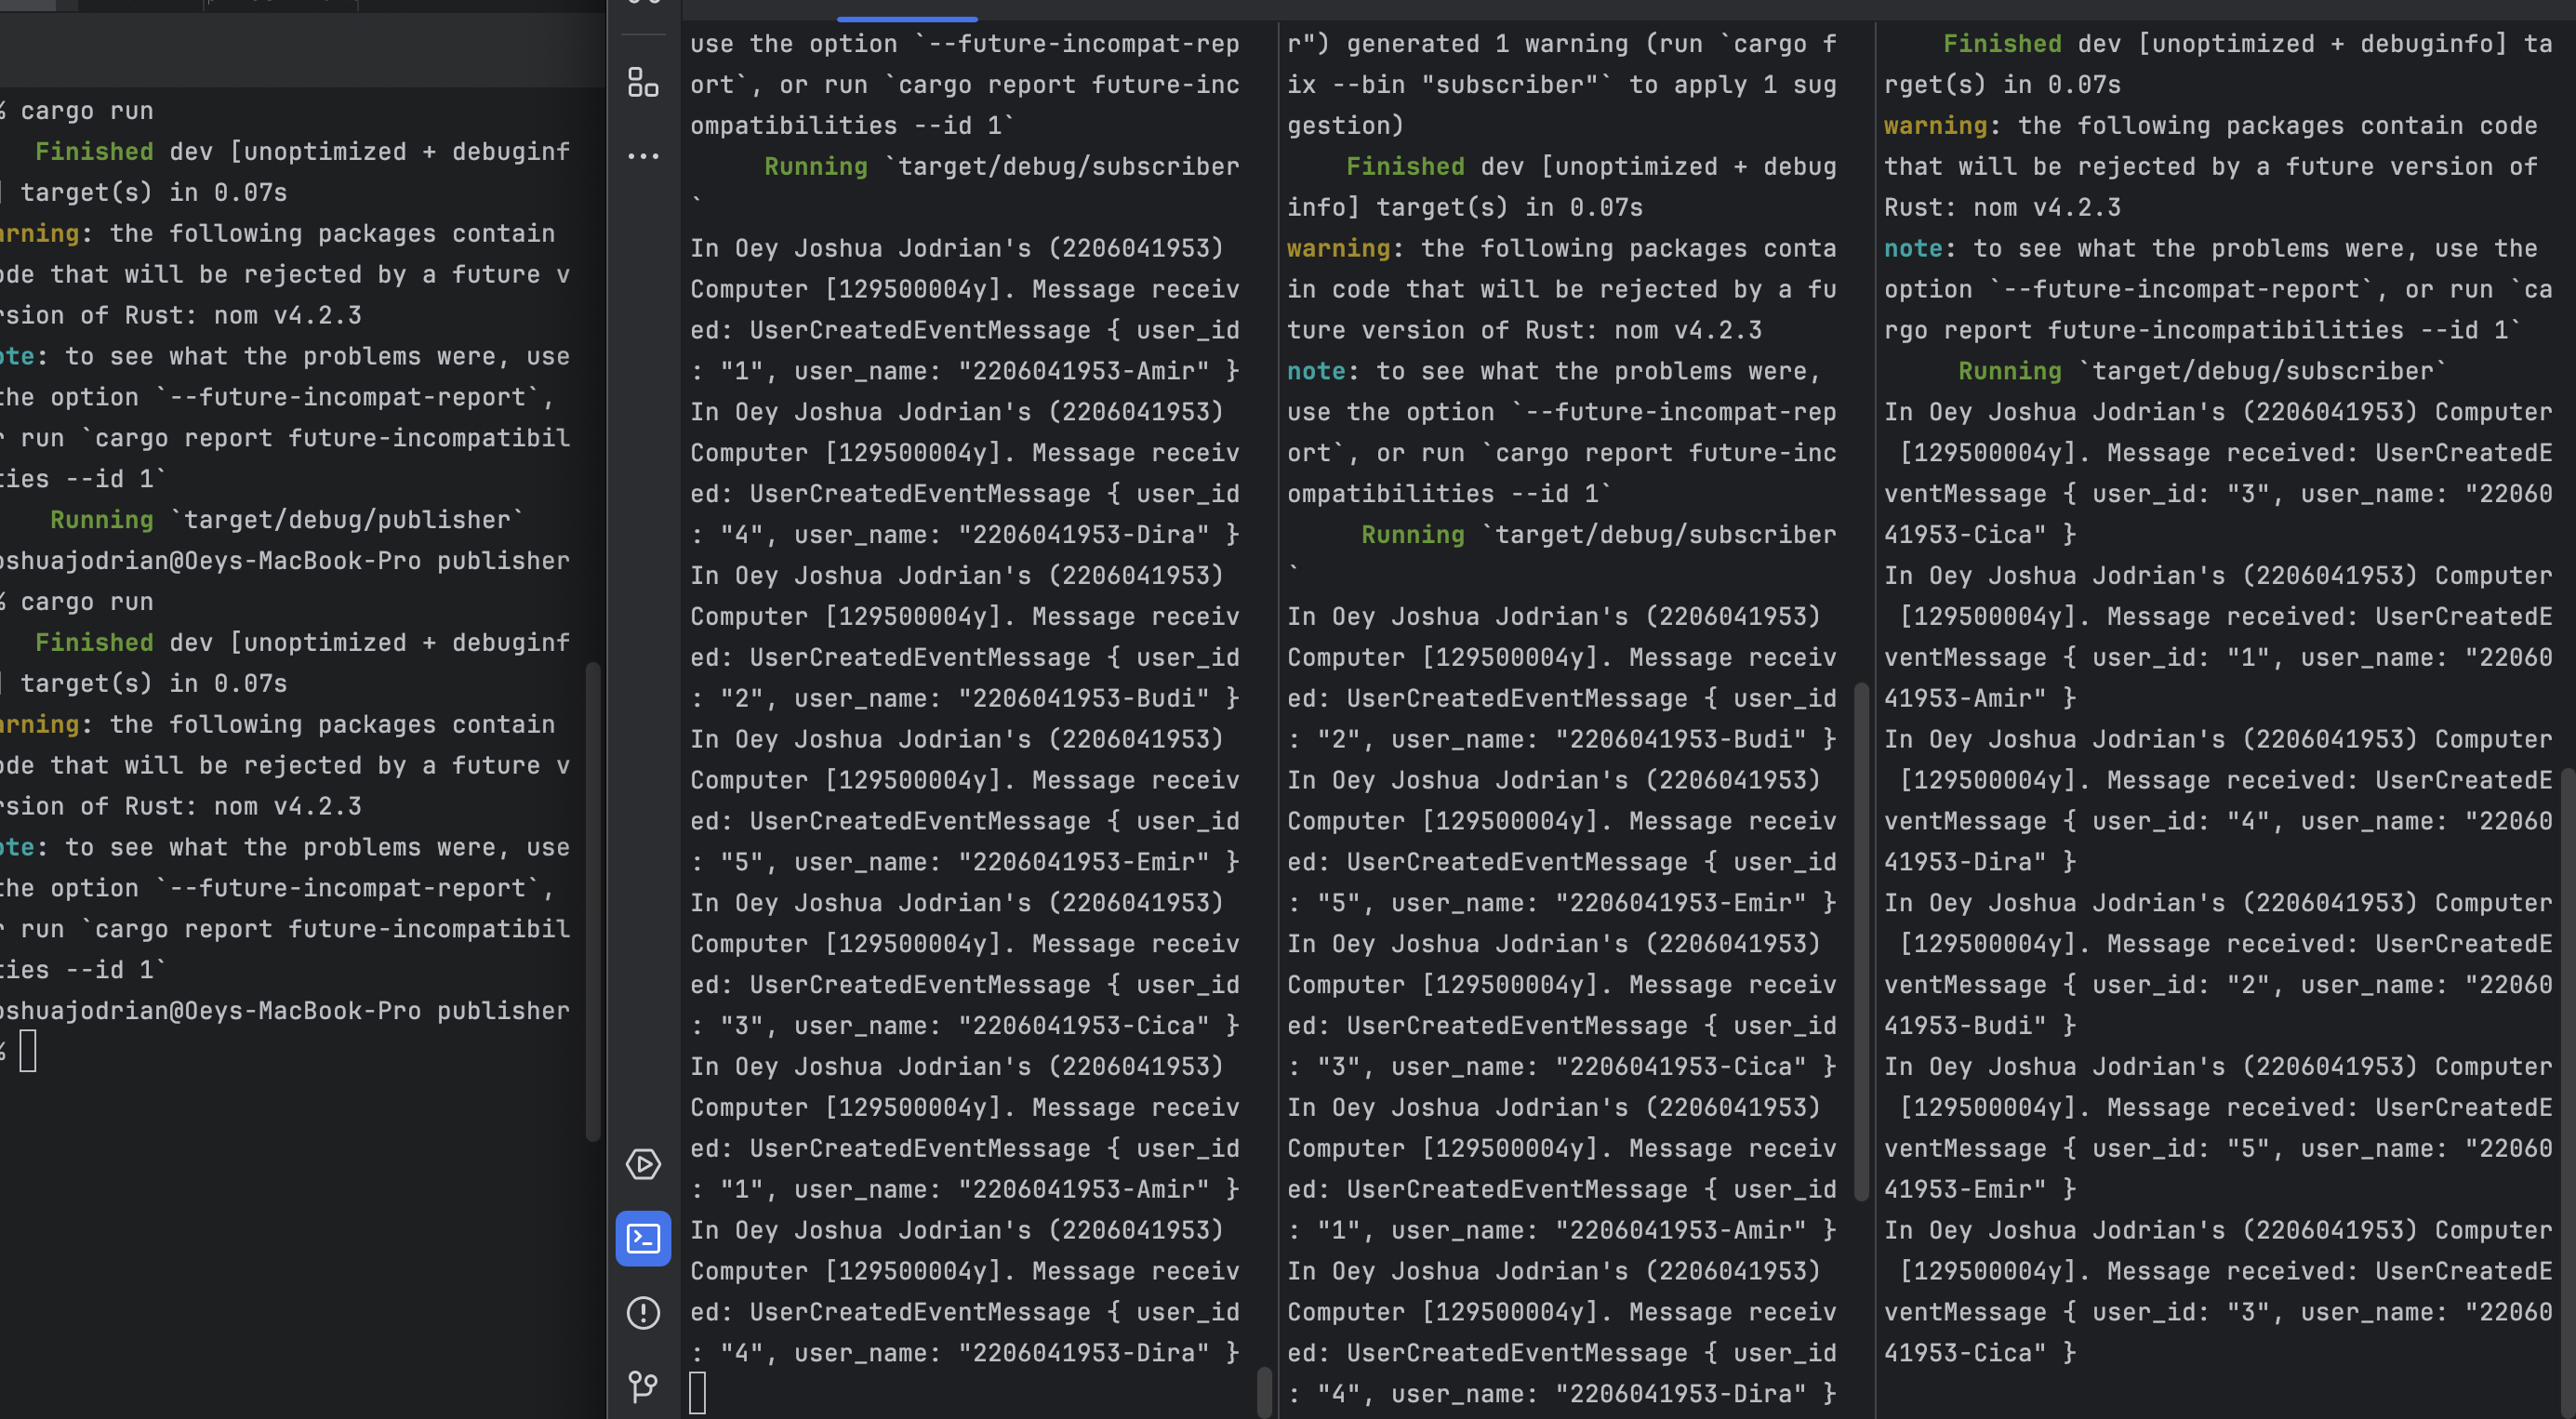 % cargo run
Finished dev [unoptimized + debuginf
] target(s) in 0.07s
arning: the following packages contain
ode that will be rejected by a future v
rsion of Rust: nom v4.2.3
ote: to see what the problems were, use
the option `--future-incompat-report`,
r run `cargo report future-incompatibil
ties --id 1`
Running `target/debug/publisher`
oshuajodrian@Oeys-MacBook-Pro publisher
% cargo run
Finished dev [unoptimized + debuginf
] target(s) in 0.07s
arning: the following packages contain
ode that will be rejected by a future v
rsion of Rust: nom v4.2.3
ote: to see what the problems were, use
the option `--future-incompat-report`,
r run `cargo report future-incompatibil
ties --id 1`
oshuajodrian@Oeys-MacBook-Pro publisher
%
use the option `--future-incompat-rep
ort`, or run `cargo report future-inc
ompatibilities --id 1`
Running `target/debug/subscriber
`
In Oey Joshua Jodrian's (2206041953)
Computer [129500004y]. Message receiv
ed: UserCreatedEventMessage { user_id
: "1", user_name: "2206041953-Amir" }
In Oey Joshua Jodrian's (2206041953)
Computer [129500004y]. Message receiv
ed: UserCreatedEventMessage { user_id
: "4", user_name: "2206041953-Dira" }
In Oey Joshua Jodrian's (2206041953)
Computer [129500004y]. Message receiv
ed: UserCreatedEventMessage { user_id
: "2", user_name: "2206041953-Budi" }
In Oey Joshua Jodrian's (2206041953)
Computer [129500004y]. Message receiv
ed: UserCreatedEventMessage { user_id
: "5", user_name: "2206041953-Emir" }
In Oey Joshua Jodrian's (2206041953)
Computer [129500004y]. Message receiv
ed: UserCreatedEventMessage { user_id
: "3", user_name: "2206041953-Cica" }
In Oey Joshua Jodrian's (2206041953)
Computer [129500004y]. Message receiv
ed: UserCreatedEventMessage { user_id
: "1", user_name: "2206041953-Amir" }
In Oey Joshua Jodrian's (2206041953)
Computer [129500004y]. Message receiv
ed: UserCreatedEventMessage { user_id
: "4", user_name: "2206041953-Dira" }
r") generated 1 warning (run `cargo f
ix --bin "subscriber"` to apply 1 sug
gestion)
Finished dev [unoptimized + debug
info] target(s) in 0.07s
warning: the following packages conta
in code that will be rejected by a fu
ture version of Rust: nom v4.2.3
note: to see what the problems were,
use the option `--future-incompat-rep
ort`, or run `cargo report future-inc
ompatibilities --id 1`
Running `target/debug/subscriber
`
In Oey Joshua Jodrian's (2206041953)
Computer [129500004y]. Message receiv
ed: UserCreatedEventMessage { user_id
: "2", user_name: "2206041953-Budi" }
In Oey Joshua Jodrian's (2206041953)
Computer [129500004y]. Message receiv
ed: UserCreatedEventMessage { user_id
: "5", user_name: "2206041953-Emir" }
In Oey Joshua Jodrian's (2206041953)
Computer [129500004y]. Message receiv
ed: UserCreatedEventMessage { user_id
: "3", user_name: "2206041953-Cica" }
In Oey Joshua Jodrian's (2206041953)
Computer [129500004y]. Message receiv
ed: UserCreatedEventMessage { user_id
: "1", user_name: "2206041953-Amir" }
In Oey Joshua Jodrian's (2206041953)
Computer [129500004y]. Message receiv
ed: UserCreatedEventMessage { user_id
: "4", user_name: "2206041953-Dira" }
Finished dev [unoptimized + debuginfo] ta
rget(s) in 0.07s
warning: the following packages contain code
that will be rejected by a future version of
Rust: nom v4.2.3
note: to see what the problems were, use the
option `--future-incompat-report`, or run `ca
rgo report future-incompatibilities --id 1`
Running `target/debug/subscriber`
In Oey Joshua Jodrian's (2206041953) Computer
[129500004y]. Message received: UserCreatedE
ventMessage { user_id: "3", user_name: "22060
41953-Cica" }
In Oey Joshua Jodrian's (2206041953) Computer
[129500004y]. Message received: UserCreatedE
ventMessage { user_id: "1", user_name: "22060
41953-Amir" }
In Oey Joshua Jodrian's (2206041953) Computer
[129500004y]. Message received: UserCreatedE
ventMessage { user_id: "4", user_name: "22060
41953-Dira" }
In Oey Joshua Jodrian's (2206041953) Computer
[129500004y]. Message received: UserCreatedE
ventMessage { user_id: "2", user_name: "22060
41953-Budi" }
In Oey Joshua Jodrian's (2206041953) Computer
[129500004y]. Message received: UserCreatedE
ventMessage { user_id: "5", user_name: "22060
41953-Emir" }
In Oey Joshua Jodrian's (2206041953) Computer
[129500004y]. Message received: UserCreatedE
ventMessage { user_id: "3", user_name: "22060
41953-Cica" }